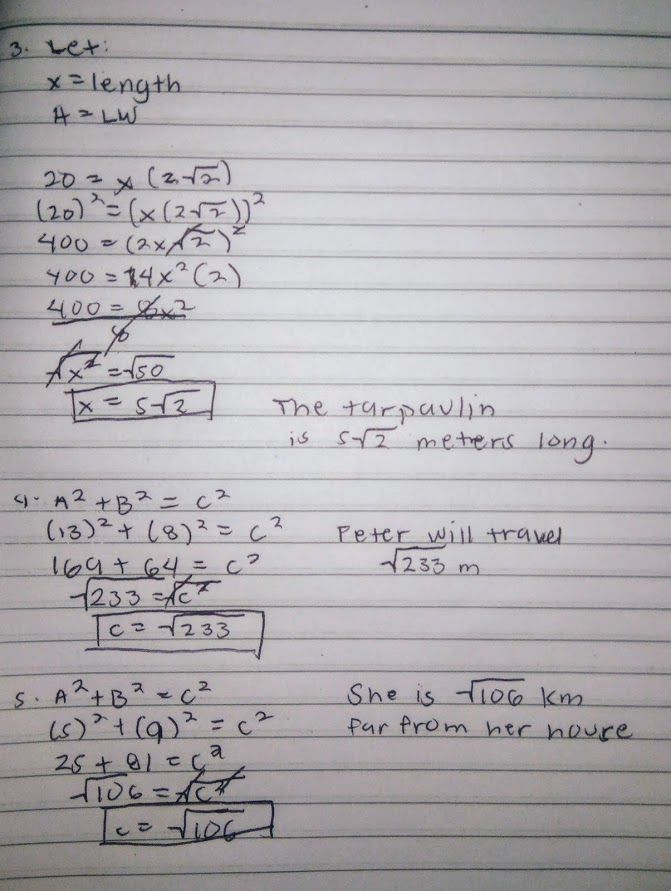 3. Let:
x = length
A = LW
20 = x (2√2)
(20)² = (x(2√2))²
400 = (2x√2)²
400 = 4x²(2)
400 = 8x²
8
√x² = √50
x = 5√2
The tarpaulin
is 5√2 meters long.
4. A² + B² = C²
(13)² + (8)² = C²
169 + 64 = C²
√233 = √C²
C = √233
Peter will travel
√233 m
5. A² + B² = C²
(5)² + (9)² = C²
25 + 81 = C²
√106 = √C²
C = √106
She is √106 km
far from her house